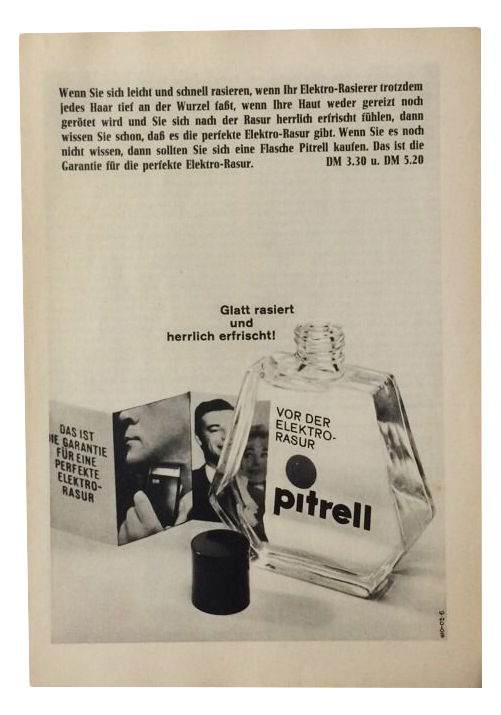 Wenn Sie sich leicht und schnell rasieren, wenn Ihr Elektro-Rasierer trotzdem
jedes Haar tief an der Wurzel faßt, wenn Ihre Haut weder gereizt noch
gerötet wird und Sie sich nach der Rasur herrlich erfrischt fühlen, dann
wissen Sie schon, daß es die perfekte Elektro-Rasur gibt. Wenn Sie es noch
nicht wissen, dann sollten Sie sich eine Flasche Pitrell kaufen. Das ist die
Garantie für die perfekte Elektro-Rasur. DM 3.30 u. DM 5.20
Glatt rasiert
und
herrlich erfrischt!
DAS IST
DIE GARANTIE
FÜR EINE
PERFEKTE
ELEKTRO-
RASUR
VOR DER
ELEKTRO-
RASUR
pitrell